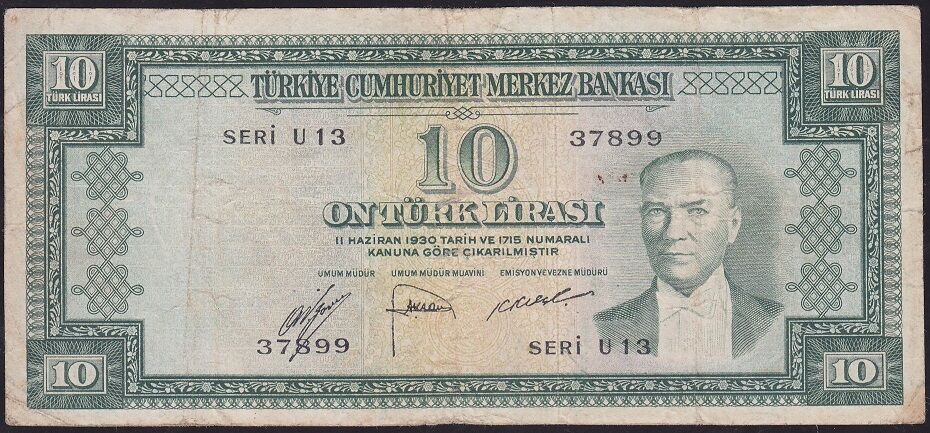 10
TÜRK LİRASI
10
TÜRK LİRASI
TÜRKİYE CUMHURİYET MERKEZ BANKASI
SERİ U 13
10
37899
ON TÜRK LİRASI
11 HAZİRAN 1930 TARİH VE 1715 NUMARALI
KANUNA GÖRE ÇIKARILMIŞTIR
UMUM MÜDÜR UMUM MÜDÜR MUAVİNİ EMİSYON VE VEZNE MÜDÜRÜ
37899
SERİ U 13
10
10